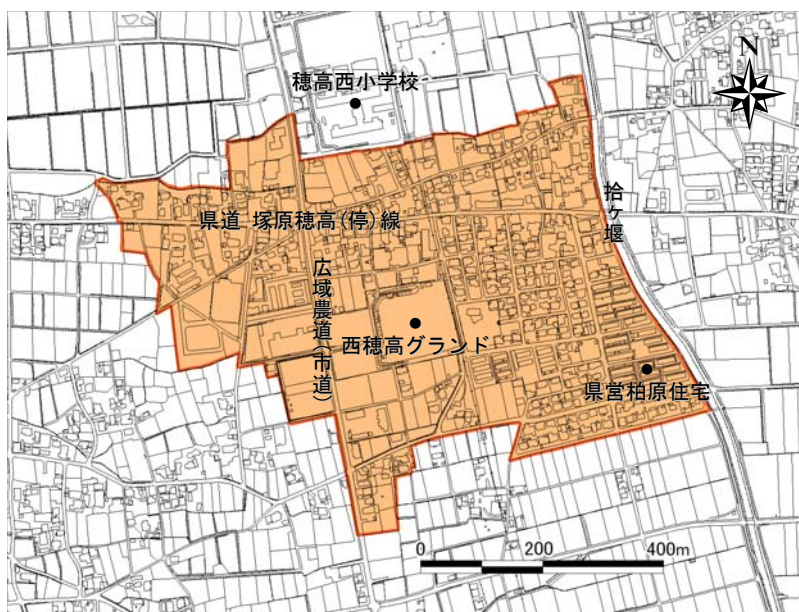 穂高西小学校
N
県道 塚原穂高(停)線
拾ヶ堰
広域農道(市道)
西穂高グランド
県営柏原住宅
0 200 400m